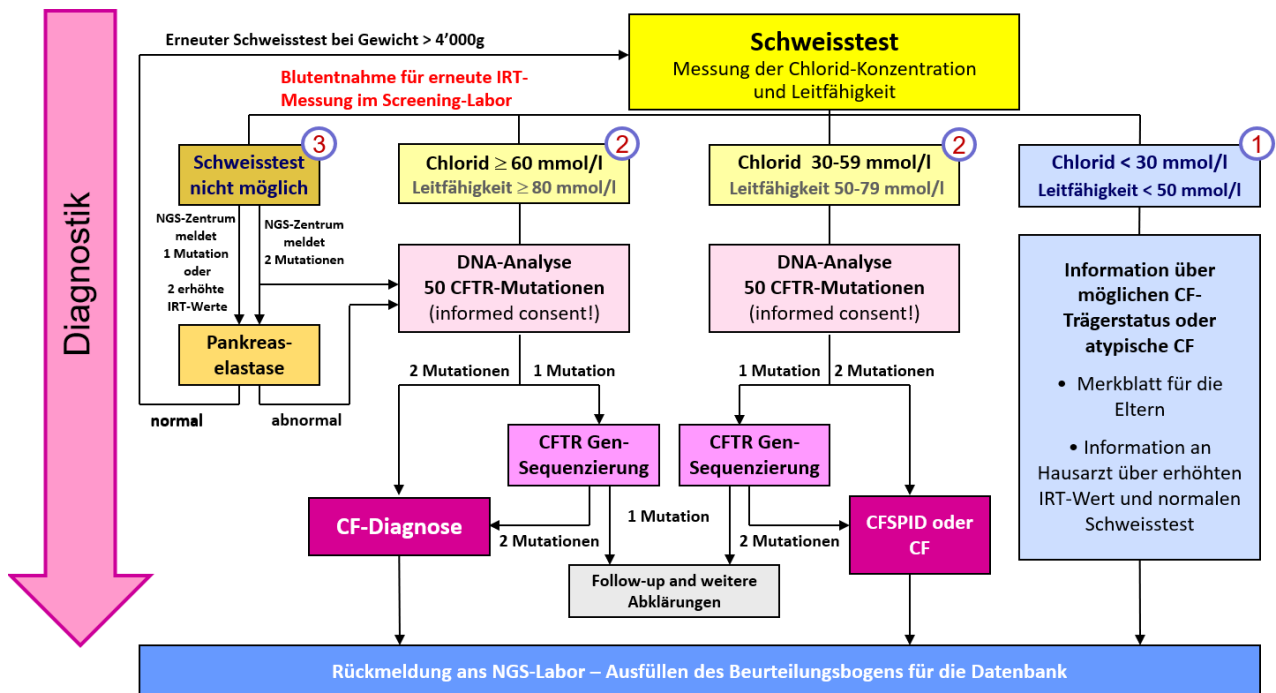 Diagnostik
Erneuter Schweisstest bei Gewicht > 4’000g
Schweisstest
Messung der Chlorid-Konzentration
und Leitfähigkeit
Blutentnahme für erneute IRT-
Messung im Screening-Labor
3
Schweisstest
nicht möglich
2
Chlorid ≥ 60 mmol/l
Leitfähigkeit ≥ 80 mmol/l
2
Chlorid 30-59 mmol/l
Leitfähigkeit 50-79 mmol/l
1
Chlorid < 30 mmol/l
Leitfähigkeit < 50 mmol/l
NGS-Zentrum
meldet
1 Mutation
oder
2 erhöhte
IRT-Werte
NGS-Zentrum
meldet
2 Mutationen
DNA-Analyse
50 CFTR-Mutationen
(informed consent!)
DNA-Analyse
50 CFTR-Mutationen
(informed consent!)
Information über
möglichen CF-
Trägerstatus oder
atypische CF
• Merkblatt für die
Eltern
• Information an
Hausarzt über erhöhten
IRT-Wert und normalen
Schweisstest
Pankreas-
elastase
normal
abnormal
2 Mutationen
1 Mutation
1 Mutation
2 Mutationen
CFTR Gen-
Sequenzierung
CFTR Gen-
Sequenzierung
CF-Diagnose
2 Mutationen
1 Mutation
2 Mutationen
CFSPID oder
CF
Follow-up and weitere
Abklärungen
Rückmeldung ans NGS-Labor – Ausfüllen des Beurteilungsbogens für die Datenbank